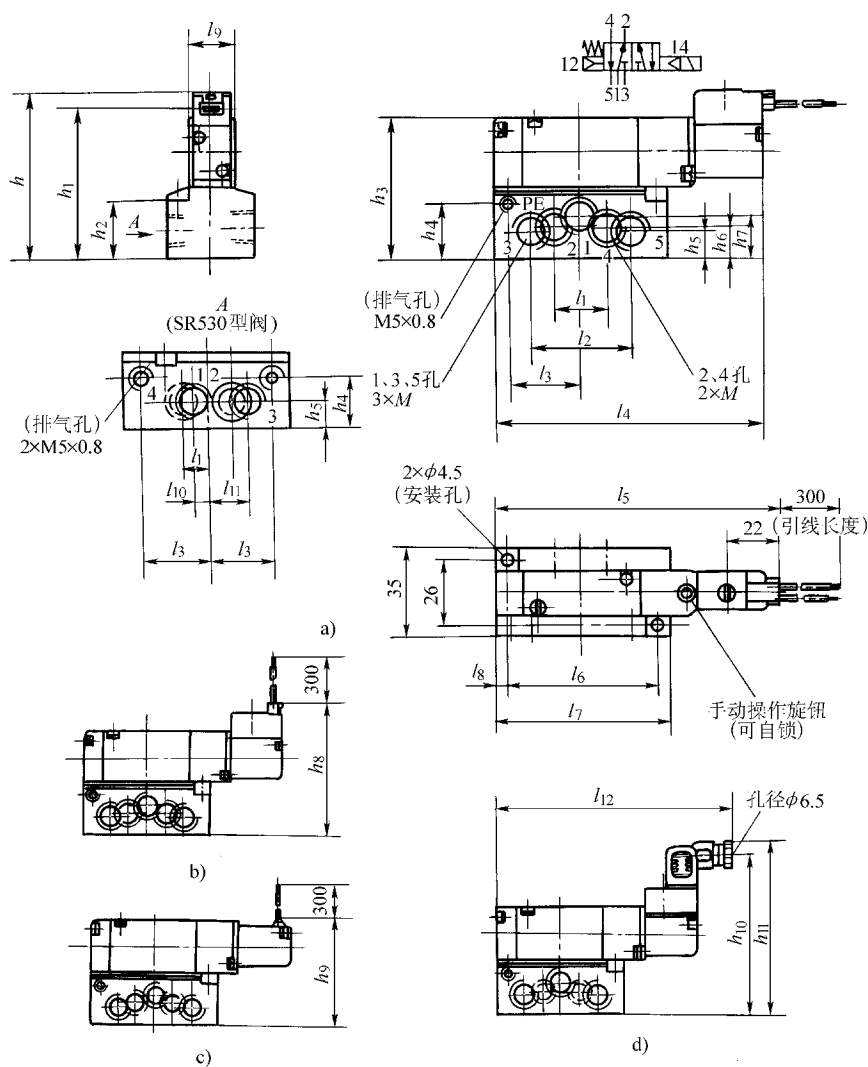 l9
4 2
12
14
513
h
h1
h2
A
h3
h4
PE
3
2
1
4
5
h5
h6
h7
(排气孔)
M5×0.8
l1
l2
l3
l4
1、3、5孔
3×M
2、4孔
2×M
A
(SR530型阀)
4
1 2
3
h5
h4
(排气孔)
2×M5×0.8
l1
l10
l11
l3
l3
a)
2×ϕ4.5
(安装孔)
l5
300
22
(引线长度)
35
26
l8
l6
l7
手动操作旋钮
(可自锁)
300
h8
b)
300
h9
c)
l12
孔径ϕ6.5
h10
h11
d)